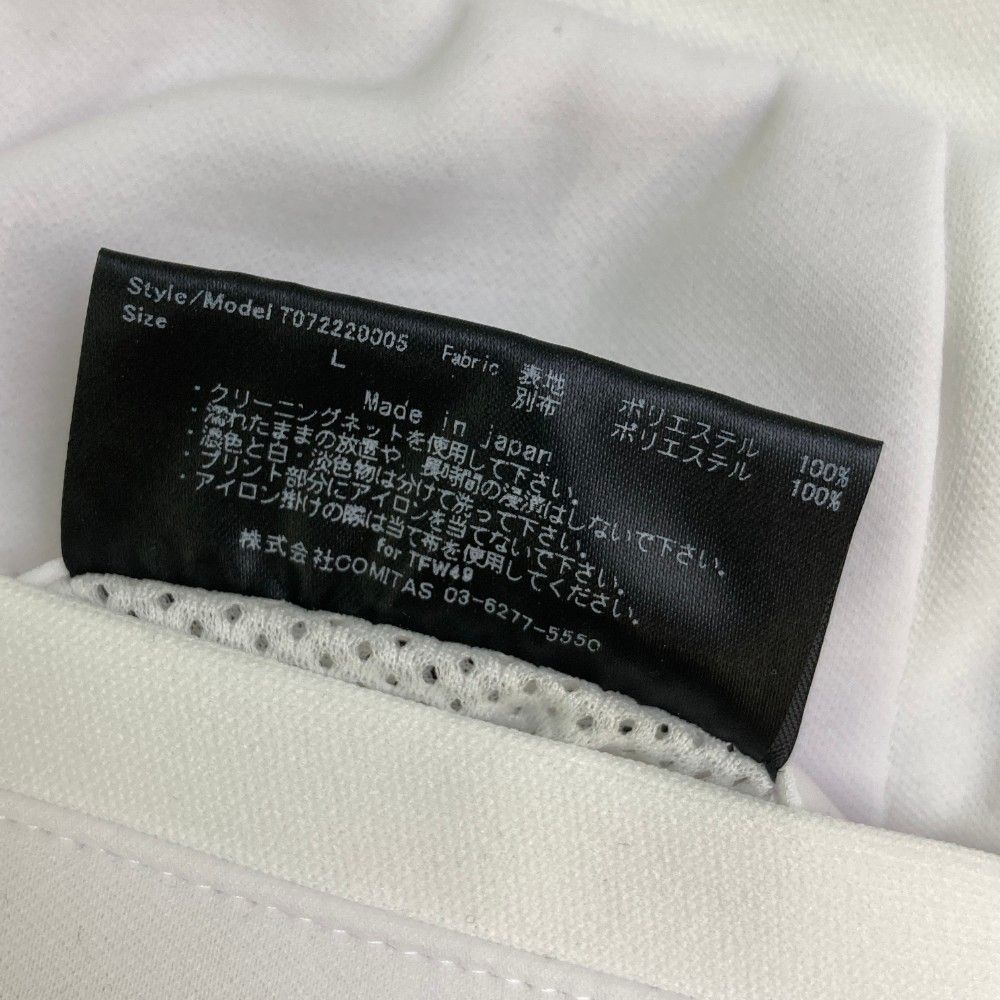 Style/Model T072220005 Fabric 表地 ポリエステル 100%
Size L 別布 ポリエステル 100%
Made in japan
・クリーニングネットを使用して下さい。
・濡れたままの放置や、長時間の浸漬はしないで下さい。
・濃色と白・淡色物は分けて洗って下さい。
・プリント部分にアイロンを当てないで下さい。
・アイロン掛けの際は当て布を使用してください。
for TFW49
株式会社COMITAS 03-6277-5550